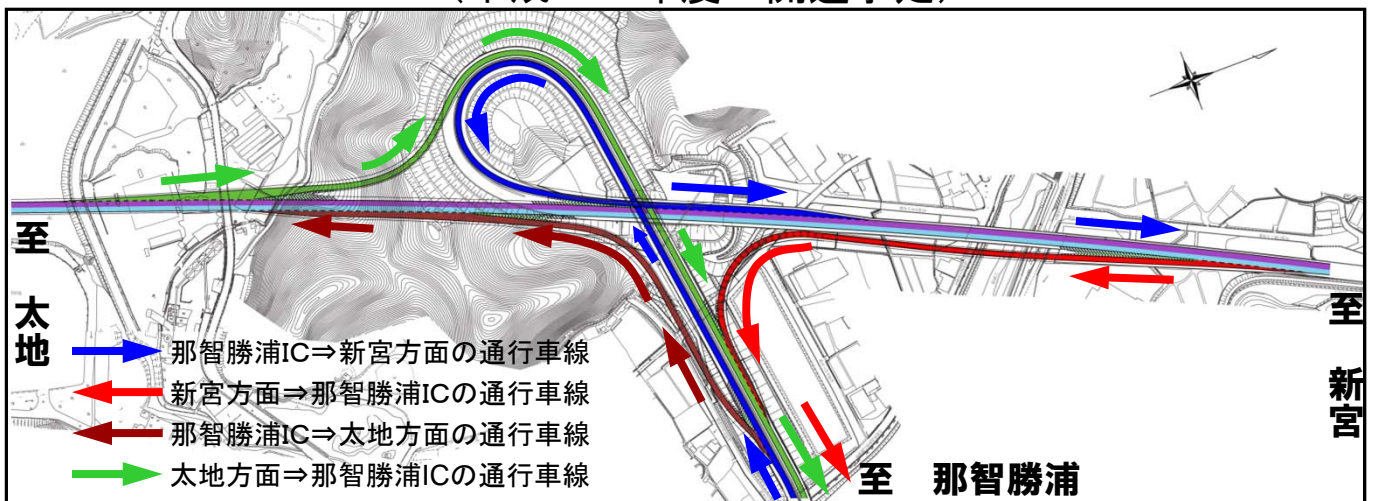 至 太地
那智勝浦IC⇒新宮方面の通行車線
新宮方面⇒那智勝浦ICの通行車線
那智勝浦IC⇒太地方面の通行車線
太地方面⇒那智勝浦ICの通行車線
至 那智勝浦
至 新宮